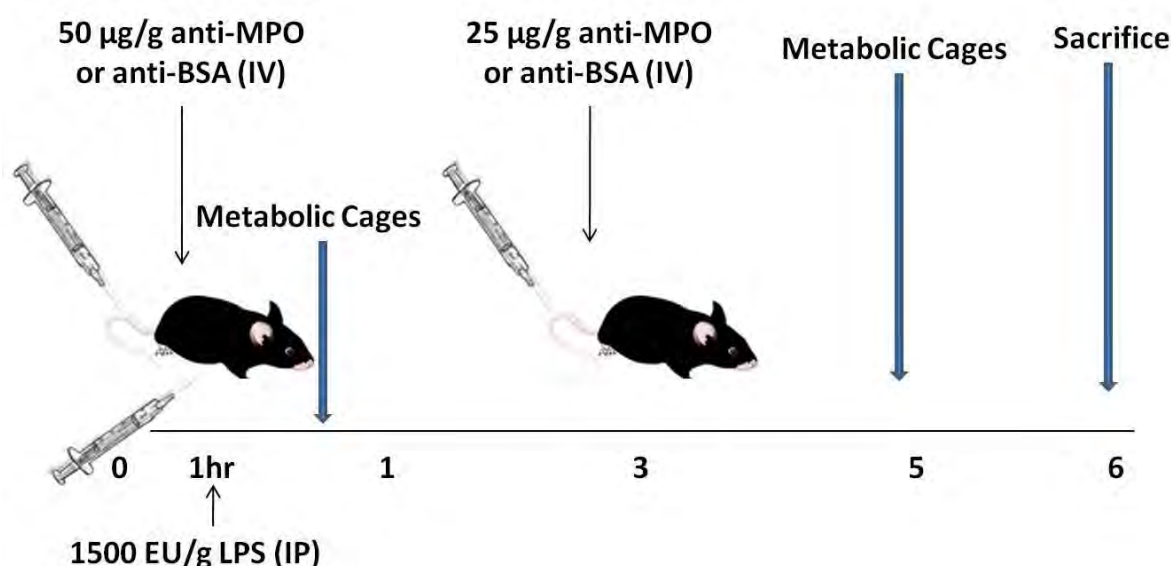 50 µg/g anti-MPO
or anti-BSA (IV)
25 µg/g anti-MPO
or anti-BSA (IV)
Metabolic Cages
Sacrifice
Metabolic Cages
0 1hr 1 3 5 6
1500 EU/g LPS (IP)